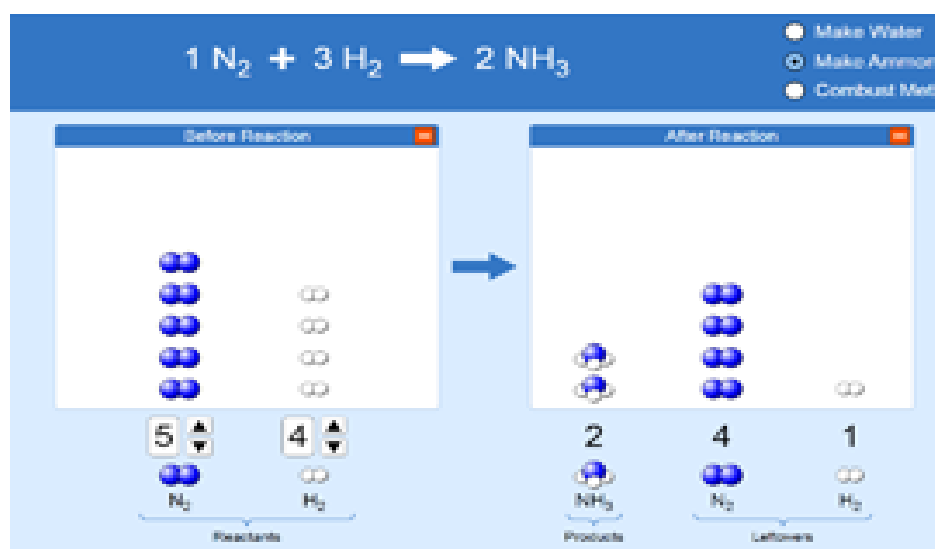 1 N₂ + 3 H₂ → 2 NH₃
Make Water
Make Ammon
Combust Met
Before Reaction
After Reaction
5 4
2 4 1
N₂ H₂
NH₃ N₂ H₂
Reactants
Products Leftovers